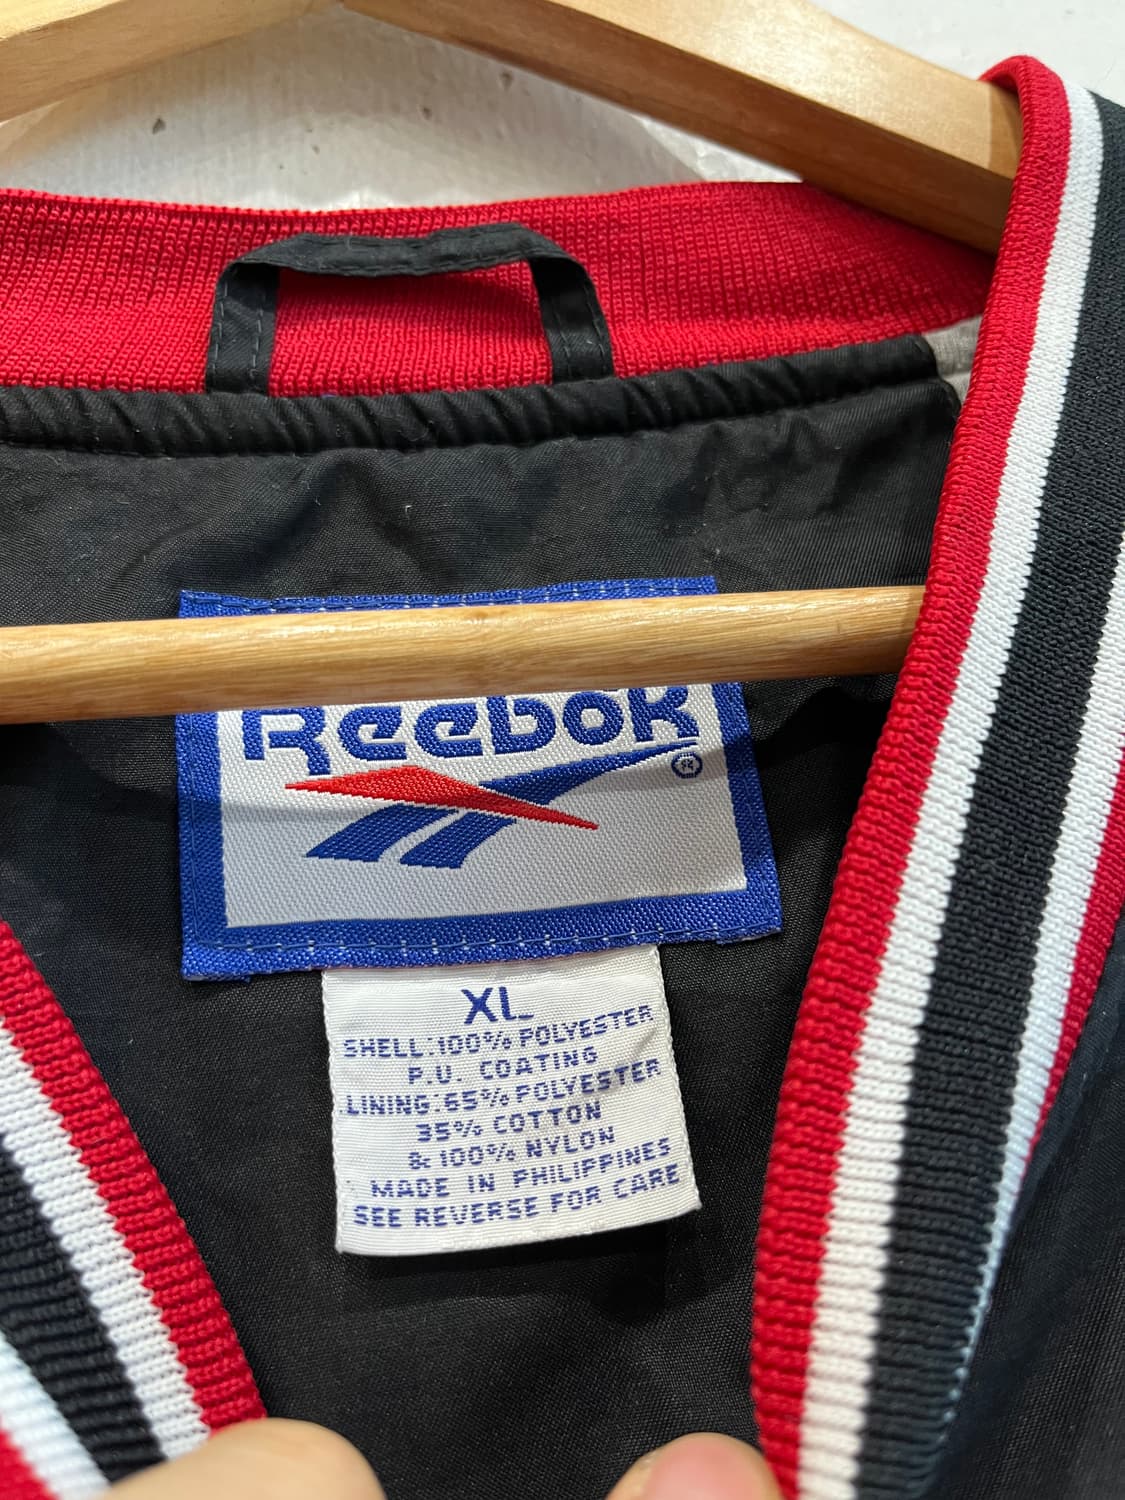 Reebok
®
XL
SHELL:100% POLYESTER
P.U. COATING
LINING:65% POLYESTER
35% COTTON
& 100% NYLON
MADE IN PHILIPPINES
SEE REVERSE FOR CARE